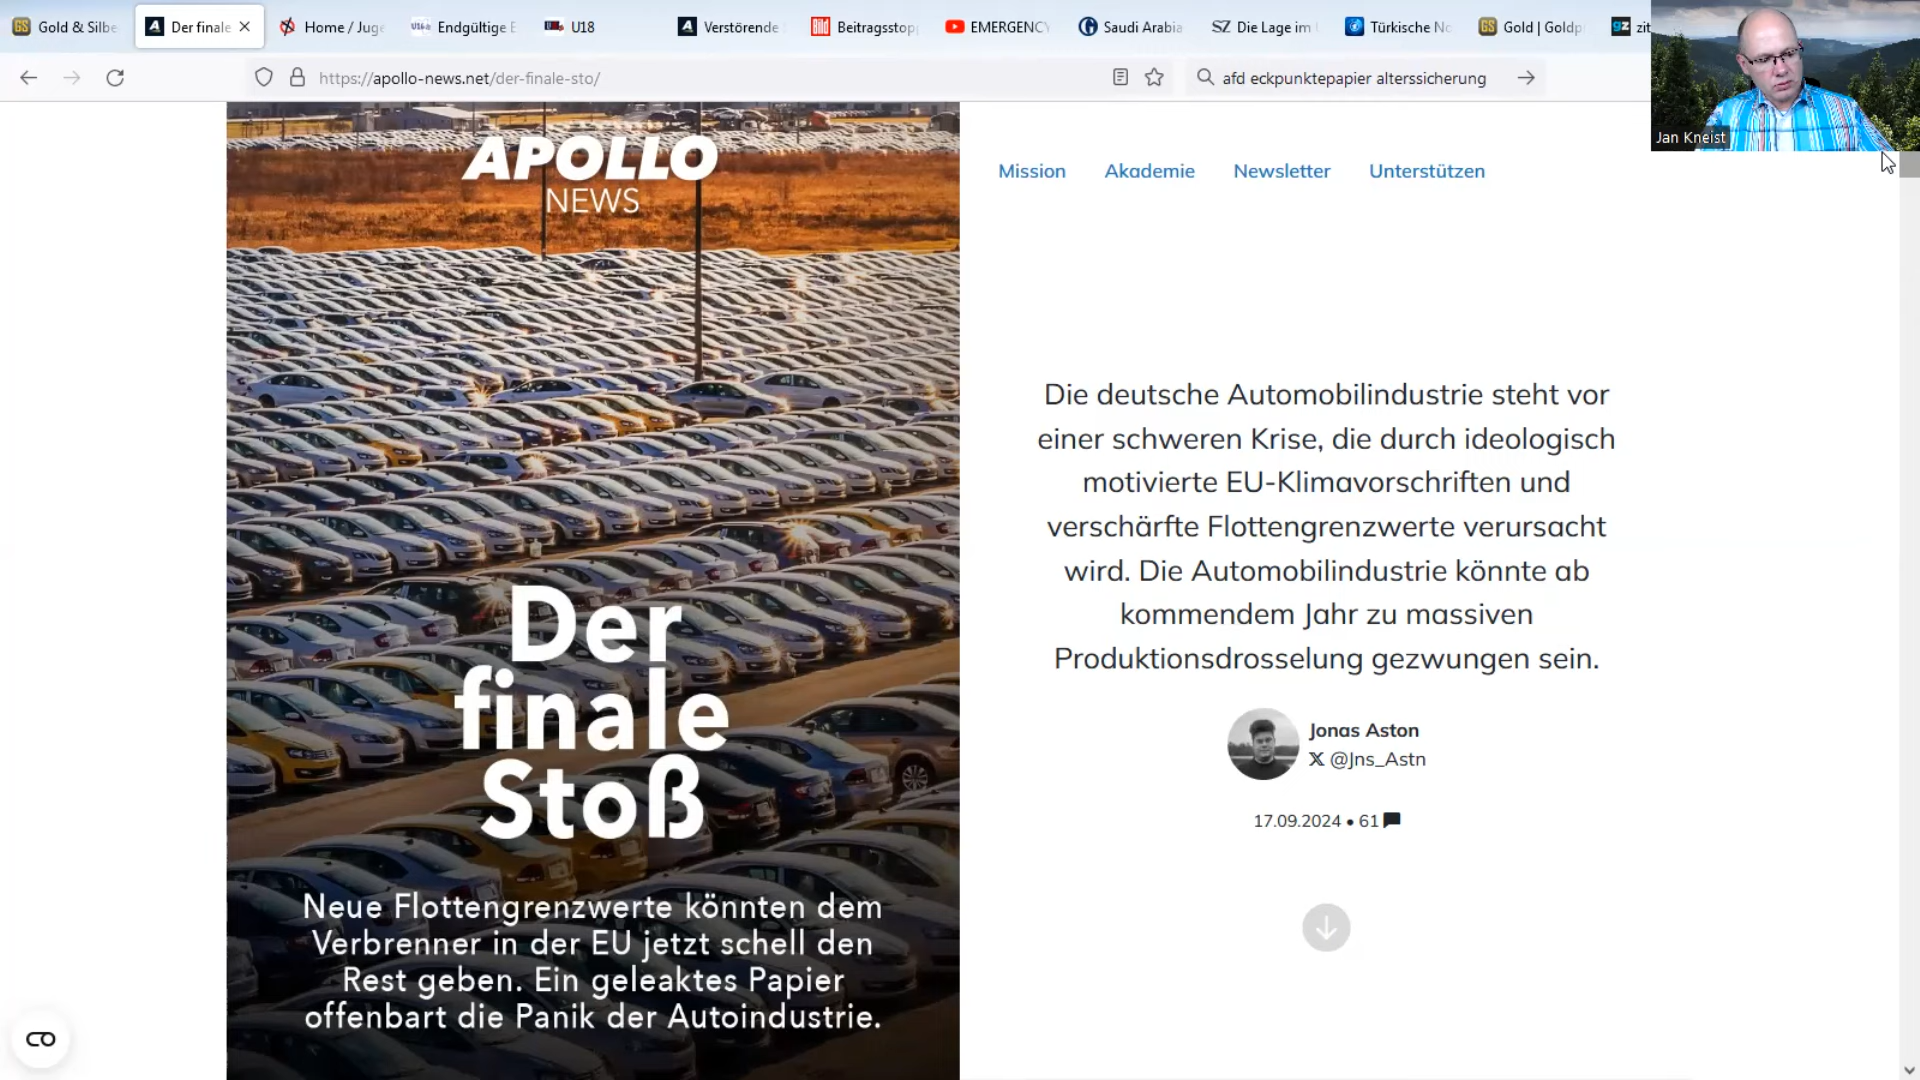 Gold & Silbe
Der finale
Home / Juge
Endgültige E
U18
Verstörende
Beitragsstopp
EMERGENCY
Saudi Arabia
SZ Die Lage im
Türkische No
Gold | Goldp
zit
https://apollo-news.net/der-finale-sto/
afd eckpunktepapier alterssicherung
Jan Kneist
APOLLO
NEWS
Mission
Akademie
Newsletter
Unterstützen
Der
finale
Stoß
Neue Flottengrenzwerte könnten dem
Verbrenner in der EU jetzt schell den
Rest geben. Ein geleaktes Papier
offenbart die Panik der Autoindustrie.
Die deutsche Automobilindustrie steht vor
einer schweren Krise, die durch ideologisch
motivierte EU-Klimavorschriften und
verschärfte Flottengrenzwerte verursacht
wird. Die Automobilindustrie könnte ab
kommendem Jahr zu massiven
Produktionsdrosselung gezwungen sein.
Jonas Aston
X @Jns_Astn
17.09.2024 • 61